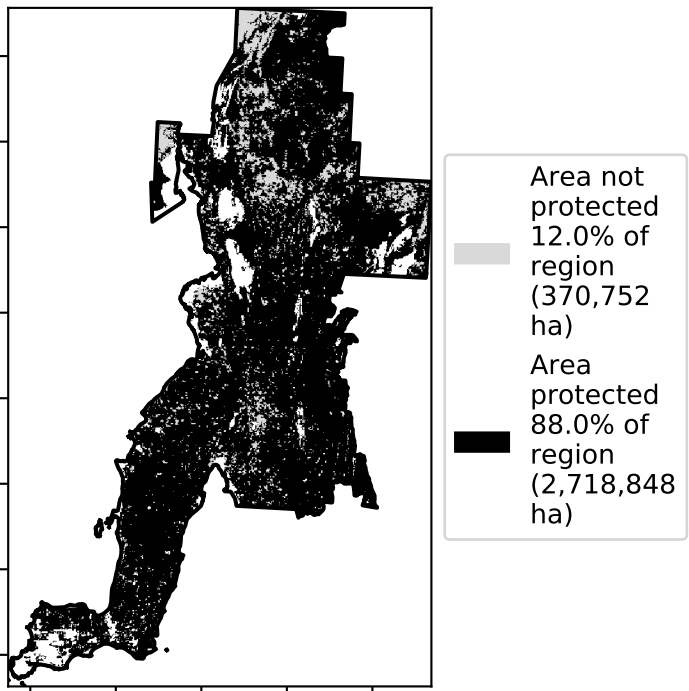 Area not
protected
12.0% of
region
(370,752
ha)
Area
protected
88.0% of
region
(2,718,848
ha)